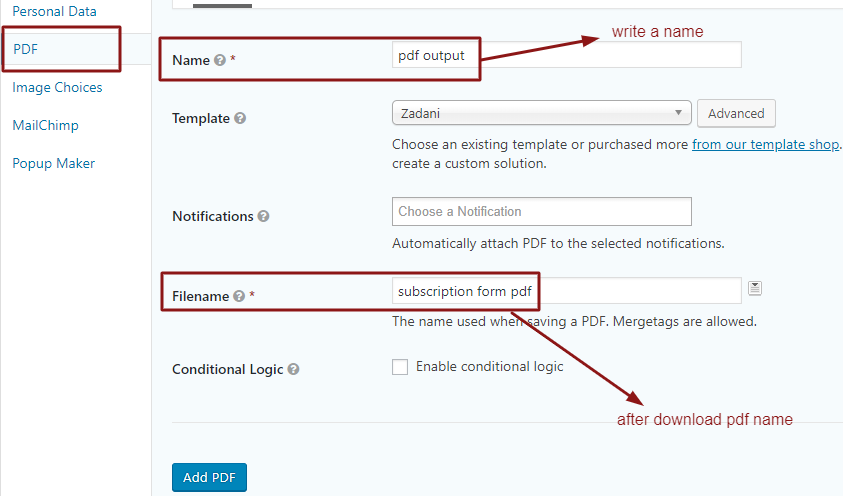 Personal Data
PDF
Image Choices
MailChimp
Popup Maker
write a name
Name ? * pdf output
Template ? Zadani Advanced
Choose an existing template or purchased more from our template shop.
create a custom solution.
Notifications ? Choose a Notification
Automatically attach PDF to the selected notifications.
Filename ? * subscription form pdf
The name used when saving a PDF. Mergetags are allowed.
Conditional Logic ? Enable conditional logic
after download pdf name
Add PDF